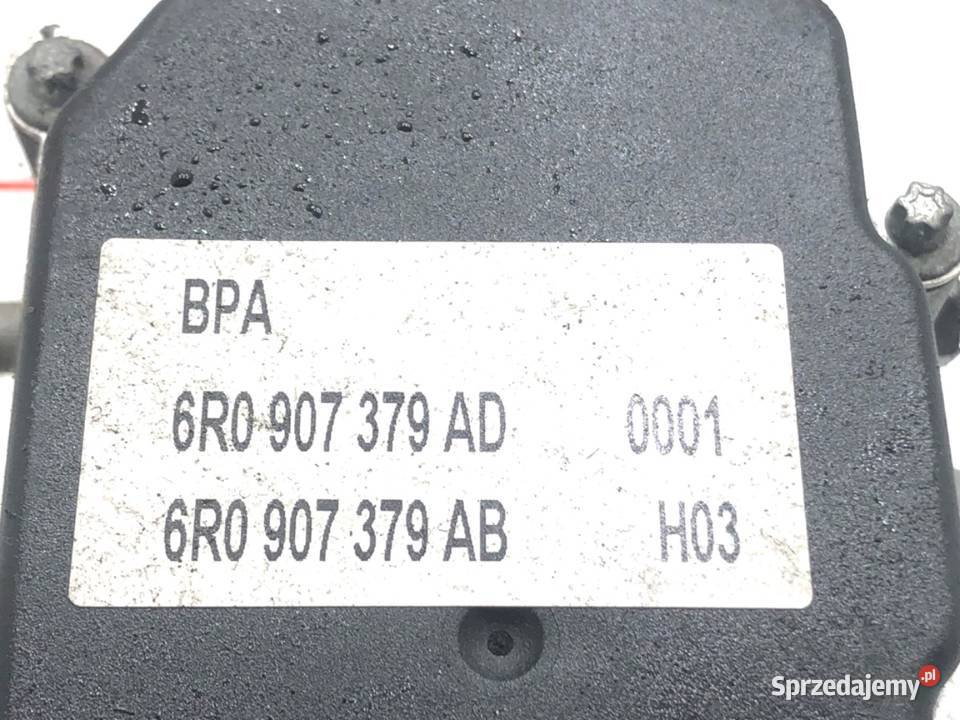 BPA
6R0 907 379 AD 0001
6R0 907 379 AB H03
Sprzedajemy.pl